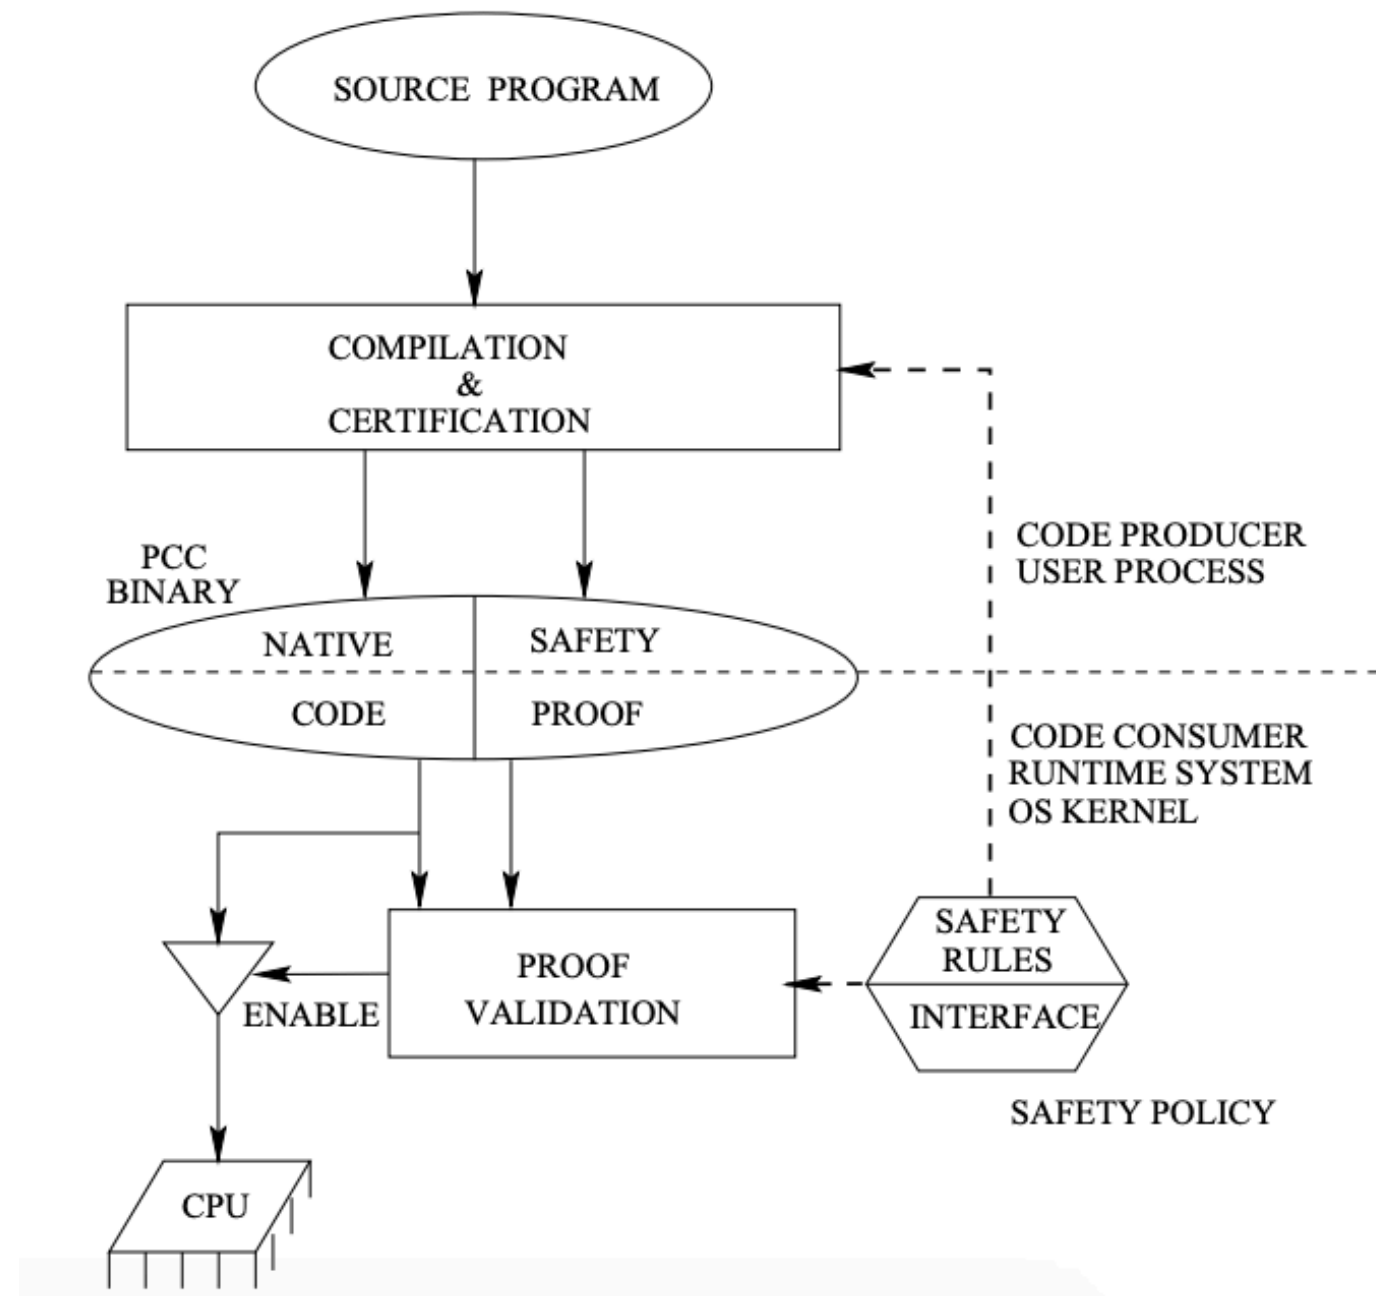 SOURCE PROGRAM
COMPILATION
&
CERTIFICATION
CODE PRODUCER
USER PROCESS
PCC
BINARY
NATIVE
CODE
SAFETY
PROOF
CODE CONSUMER
RUNTIME SYSTEM
OS KERNEL
PROOF
VALIDATION
ENABLE
SAFETY
RULES
INTERFACE
SAFETY POLICY
CPU